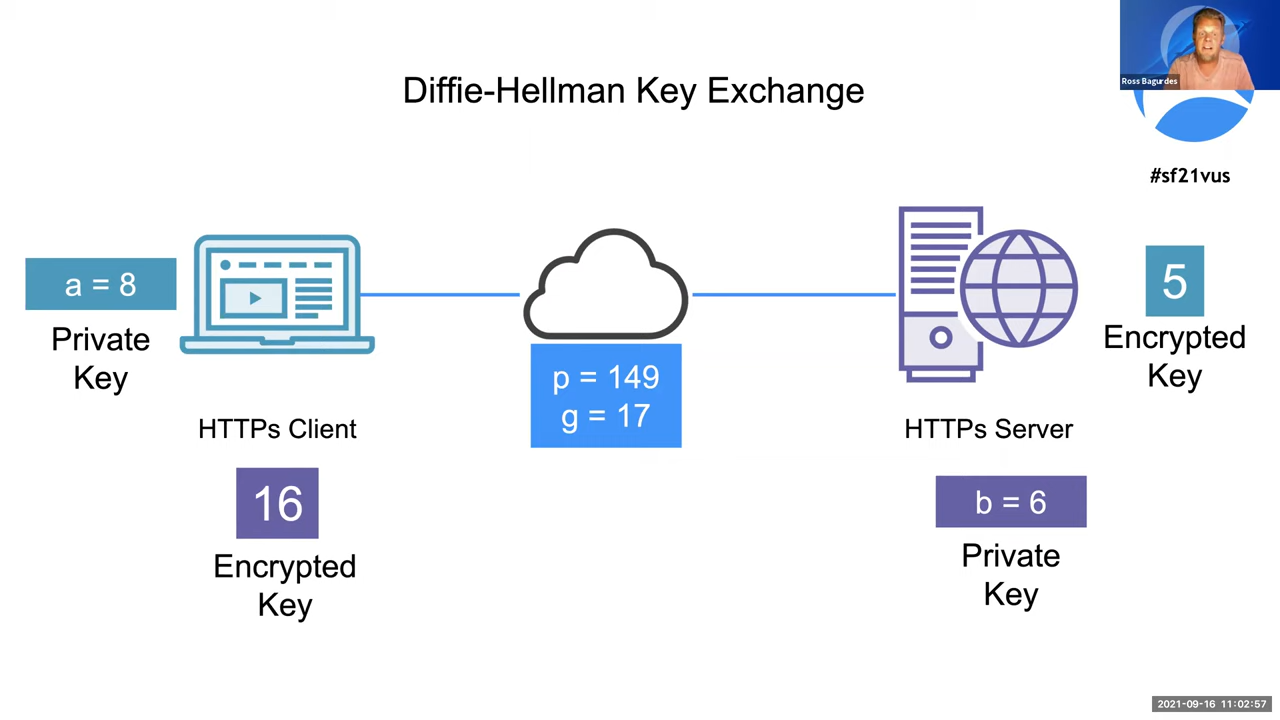 Diffie-Hellman Key Exchange
Ross Bagurdes
#sf21vus
a = 8
Private
Key
HTTPs Client
16
Encrypted
Key
p = 149
g = 17
5
Encrypted
Key
HTTPs Server
b = 6
Private
Key
2021-09-16 11:02:57